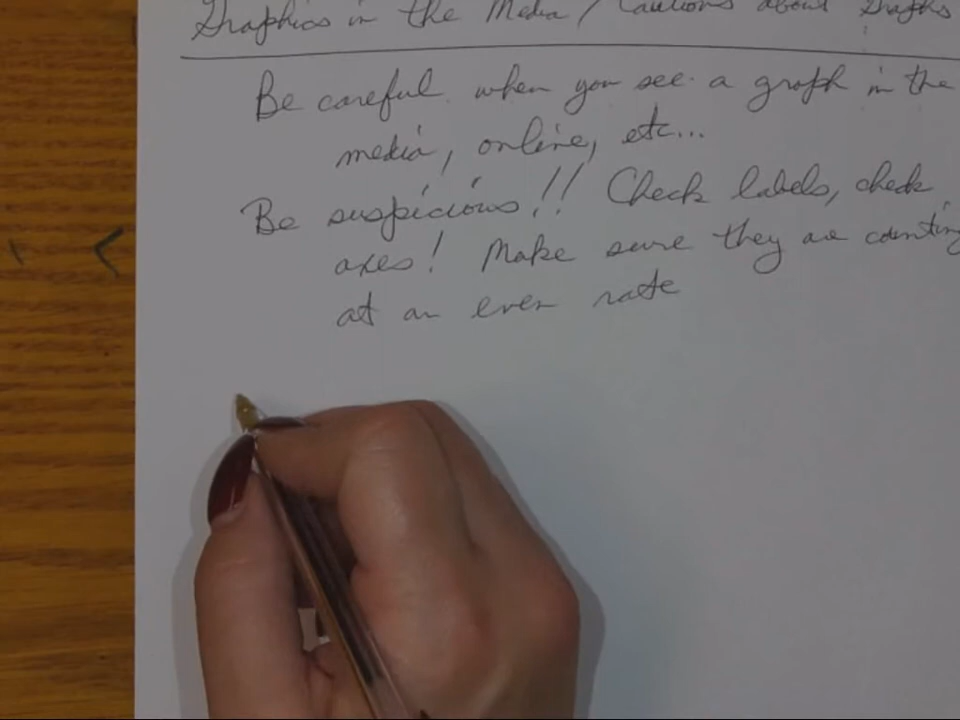 Graphics in the Media / Cautions about Graphs
Be careful when you see a graph in the
media, online, etc...
Be suspicious!! Check labels, check
axes! Make sure they are counting
at an even rate